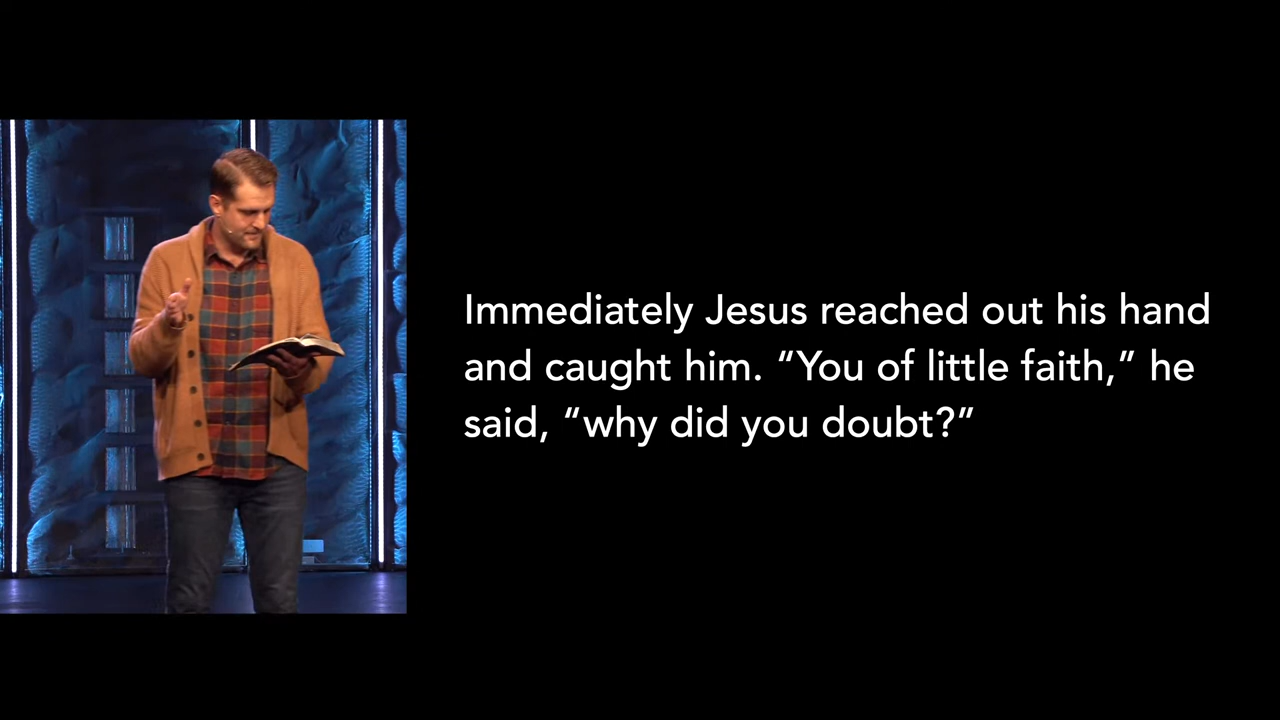 Immediately Jesus reached out his hand
and caught him. “You of little faith,” he
said, “why did you doubt?”